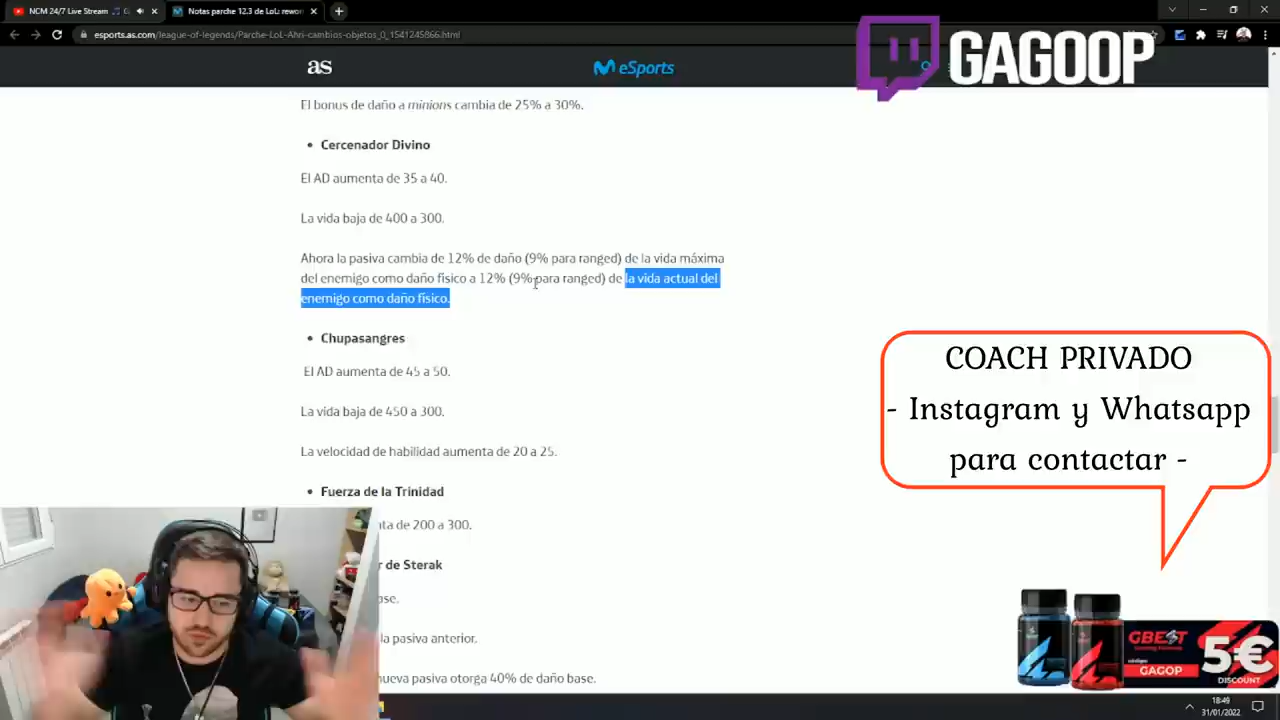 NCM 24/7 Live Stream
Notas parche 12.3 de LoL: rewo
esports.as.com/league-of-legends/Parche-LoL-Ahri-cambios-objetos_0_1541245866.html
GAGOOP
as
eSports
El bonus de daño a minions cambia de 25% a 30%.
• Cercenador Divino
El AD aumenta de 35 a 40.
La vida baja de 400 a 300.
Ahora la pasiva cambia de 12% de daño (9% para ranged) de la vida máxima
del enemigo como daño físico a 12% (9% para ranged) de la vida actual del
enemigo como daño físico.
• Chupasangres
El AD aumenta de 45 a 50.
La vida baja de 450 a 300.
La velocidad de habilidad aumenta de 20 a 25.
• Fuerza de la Trinidad
ta de 200 a 300.
r de Sterak
se.
la pasiva anterior.
nueva pasiva otorga 40% de daño base.
COACH PRIVADO
- Instagram y Whatsapp
para contactar -
GBEST
GAGOP
5€
DISCOUNT
18:49
31/01/2022